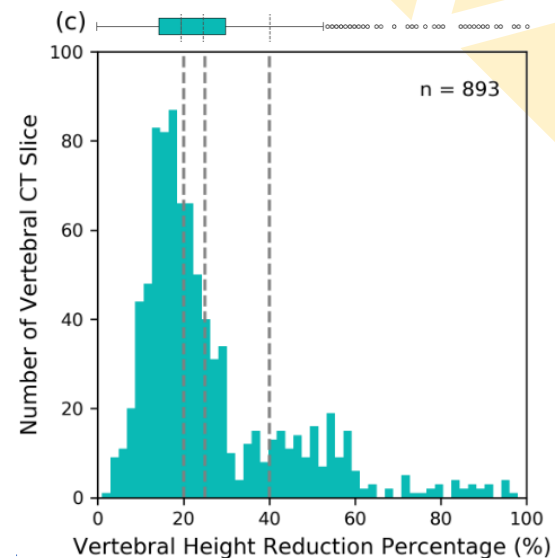 (c)
100
n = 893
80
60
40
20
0
Number of Vertebral CT Slice
0 20 40 60 80 100
Vertebral Height Reduction Percentage (%)